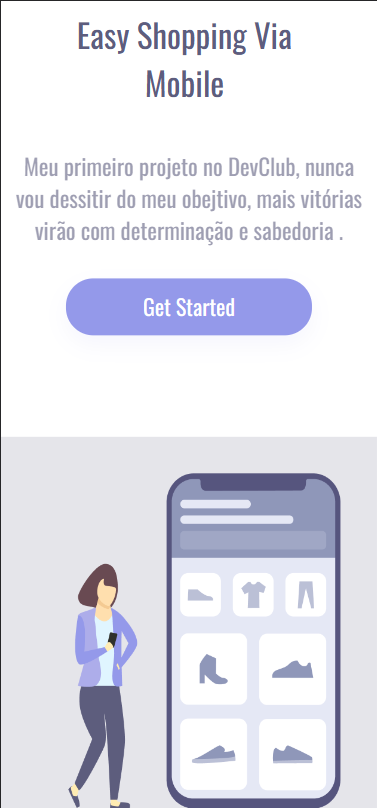 Easy Shopping Via
Mobile
Meu primeiro projeto no DevClub, nunca
vou dessitir do meu obejtivo, mais vitórias
virão com determinação e sabedoria .
Get Started